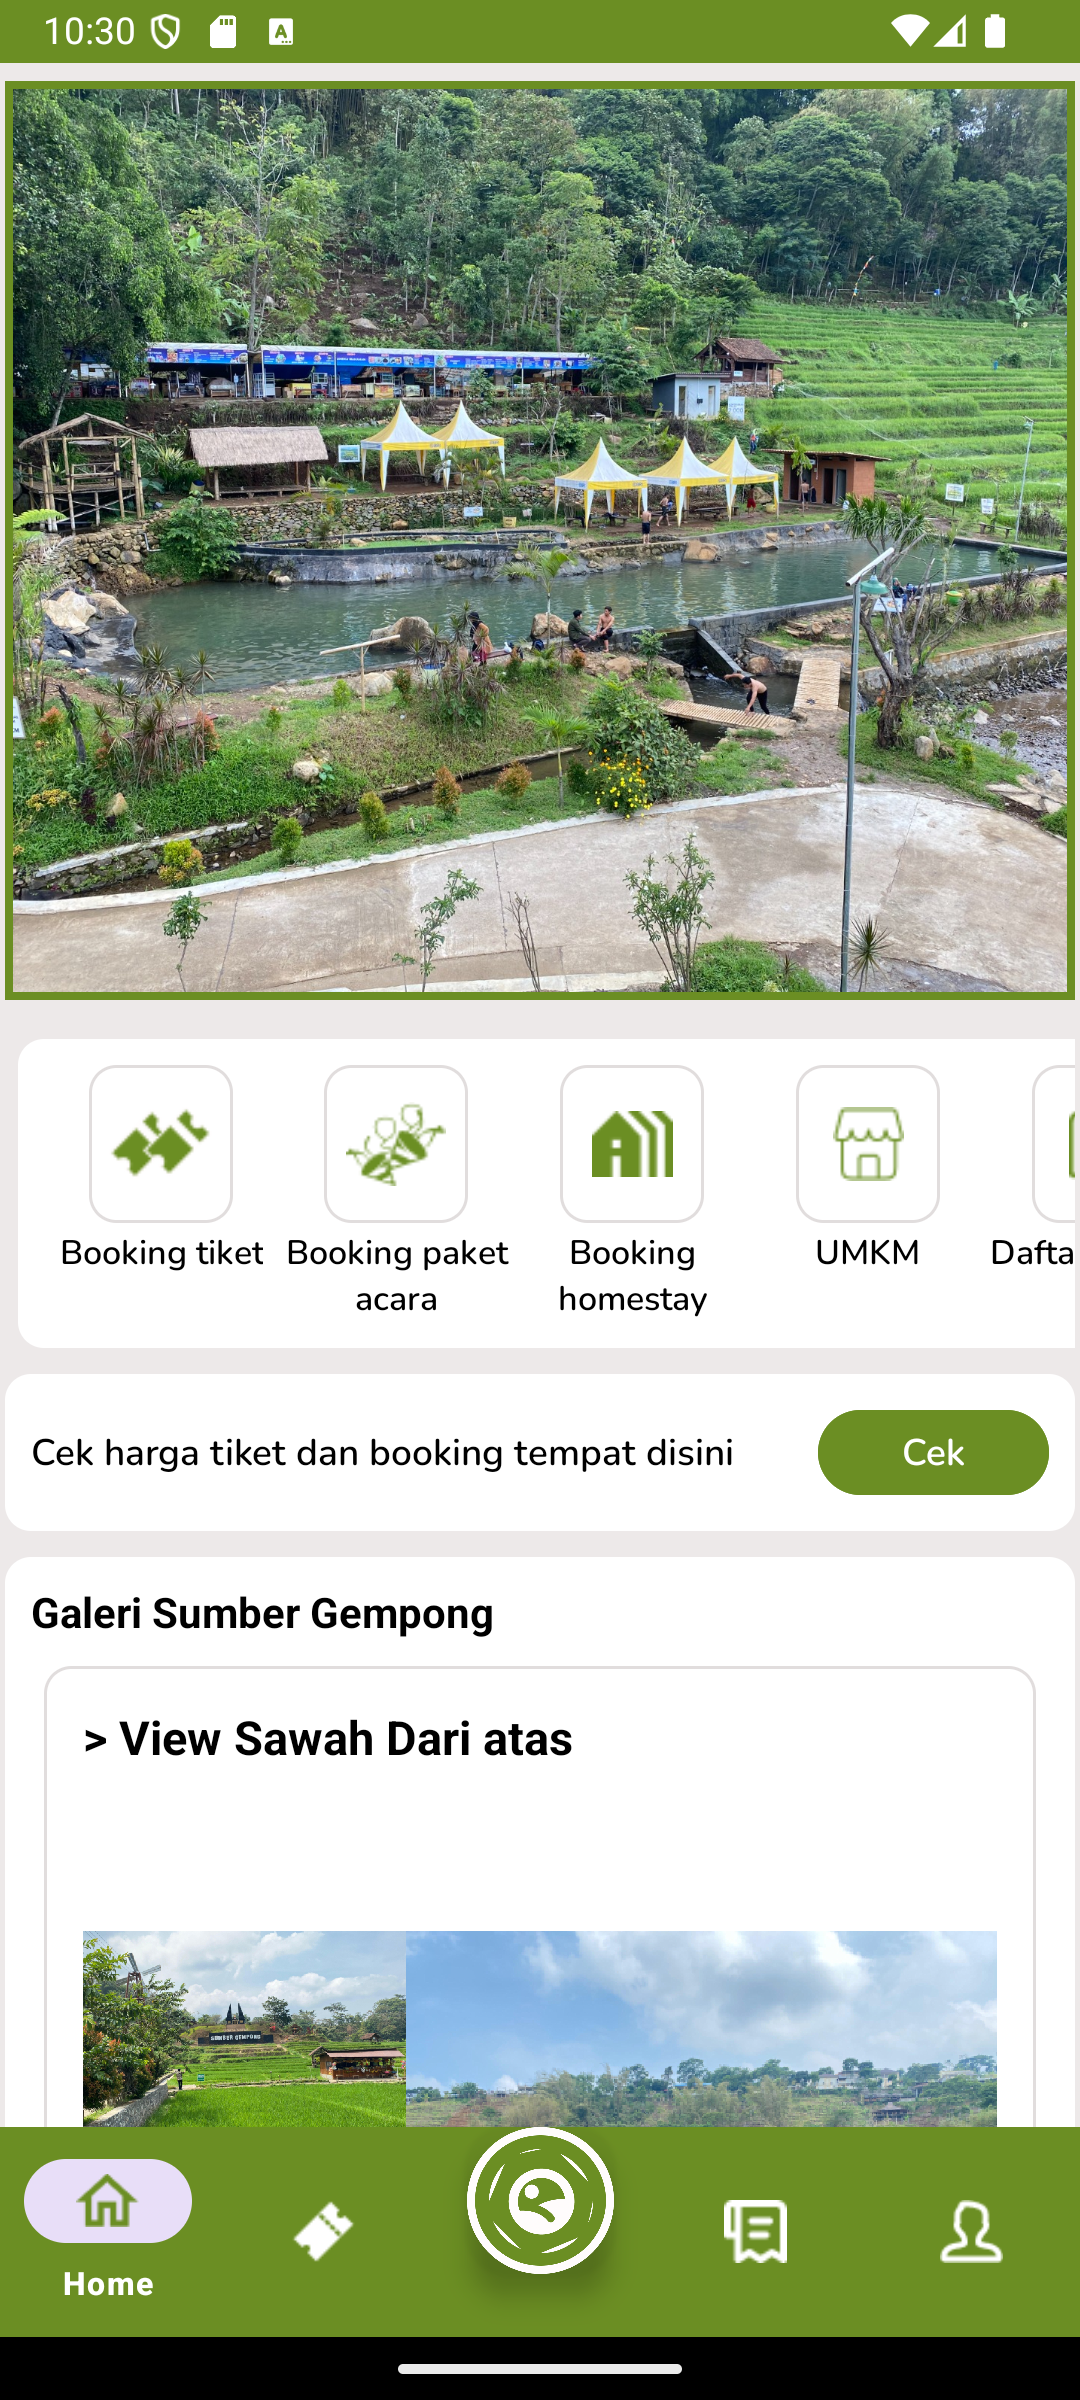 10:30
Booking tiket
Booking paket
acara
Booking
homestay
UMKM
Dafta
Cek harga tiket dan booking tempat disini
Cek
Galeri Sumber Gempong
> View Sawah Dari atas
SUMBER GEMPONG
Home